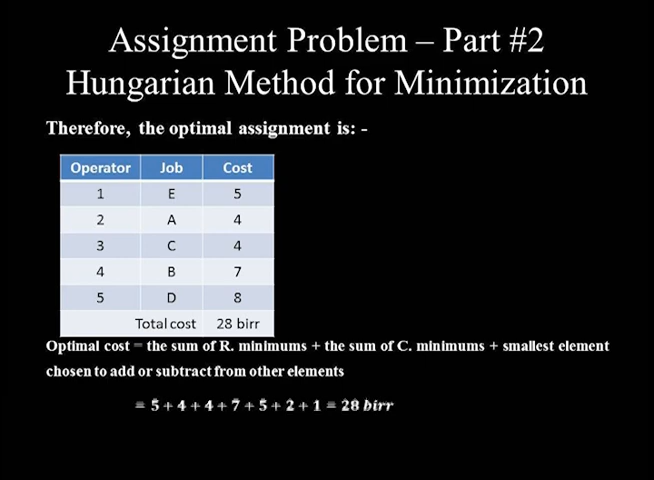 Assignment Problem – Part #2
Hungarian Method for Minimization
Therefore, the optimal assignment is: -
Operator Job Cost
1 E 5
2 A 4
3 C 4
4 B 7
5 D 8
Total cost 28 birr
Optimal cost = the sum of R. minimums + the sum of C. minimums + smallest element
chosen to add or subtract from other elements
= 5 + 4 + 4 + 7 + 5 + 2 + 1 = 28 birr